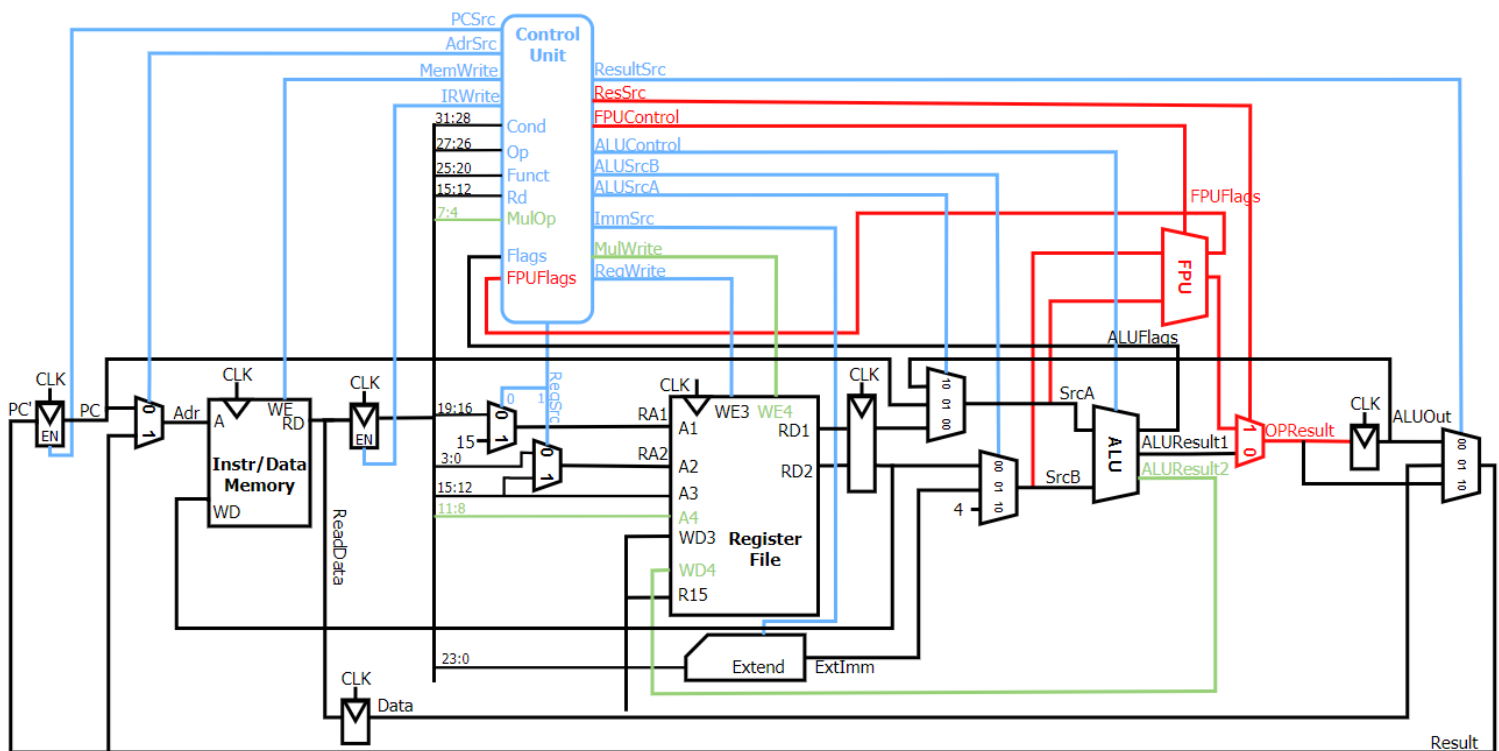 PCSrc
AdrSrc
MemWrite
IRWrite
Control
Unit
31:28
Cond
27:26
Op
25:20
Funct
15:12
Rd
7:4
MulOp
Flags
FPUFlags
ResultSrc
ResSrc
FPUControl
ALUControl
ALUSrcB
ALUSrcA
ImmSrc
MulWrite
RegWrite
FPUFlags
FPU
ALUFlags
CLK
PC'
EN
PC
0
1
Adr
CLK
A
WE
RD
Instr/Data
Memory
WD
ReadData
CLK
EN
RegSrc
0
1
19:16
15
0
1
3:0
0
1
15:12
11:8
RA1
RA2
CLK
WE3
WE4
A1
RD1
A2
RD2
A3
A4
WD3
Register
File
WD4
R15
CLK
10
01
00
00
01
10
4
SrcA
SrcB
ALU
ALUResult1
ALUResult2
1
0
OPResult
CLK
ALUOut
00
01
10
23:0
Extend
ExtImm
CLK
Data
Result